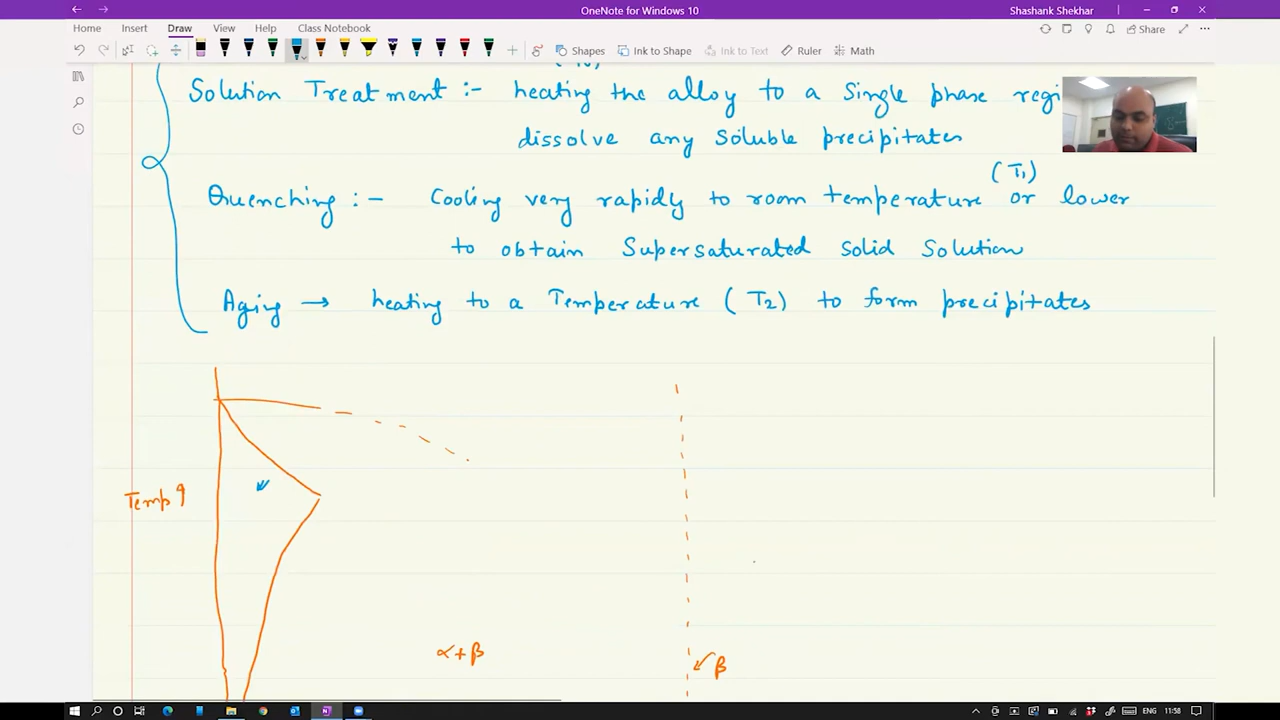 OneNote for Windows 10
Shashank Shekhar
Home Insert Draw View Help Class Notebook
Share
Shapes Ink to Shape Ink to Text Ruler Math
Solution Treatment :- heating the alloy to a single phase regi
dissolve any soluble precipitates
(T1)
Quenching :- Cooling very rapidly to room temperature or lower
to obtain Supersaturated solid solution
Aging → heating to a Temperature (T2) to form precipitates
Temp ↑
α+β
β
ENG 11:58